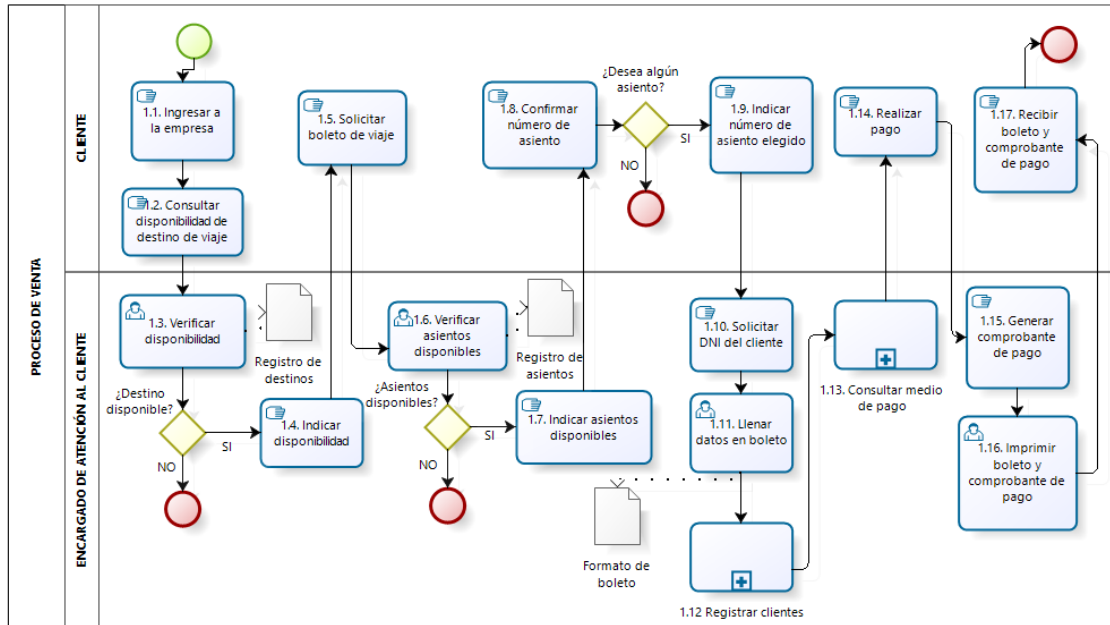 PROCESO DE VENTA
CLIENTE
1.1. Ingresar a
la empresa
1.2. Consultar
disponibilidad de
destino de viaje
1.5. Solicitar
boleto de viaje
1.8. Confirmar
número de
asiento
¿Desea algún
asiento?
SI
NO
1.9. Indicar
número de
asiento elegido
1.14. Realizar
pago
1.17. Recibir
boleto y
comprobante
de pago
ENCARGADO DE ATENCIÓN AL CLIENTE
1.3. Verificar
disponibilidad
Registro de
destinos
¿Destino
disponible?
SI
NO
1.4. Indicar
disponibilidad
1.6. Verificar
asientos
disponibles
Registro de
asientos
¿Asientos
disponibles?
SI
NO
1.7. Indicar asientos
disponibles
1.10. Solicitar
DNI del cliente
1.11. Llenar
datos en boleto
Formato de
boleto
1.12 Registrar clientes
1.13. Consultar medio
de pago
1.15. Generar
comprobante
de pago
1.16. Imprimir
boleto y
comprobante de
pago